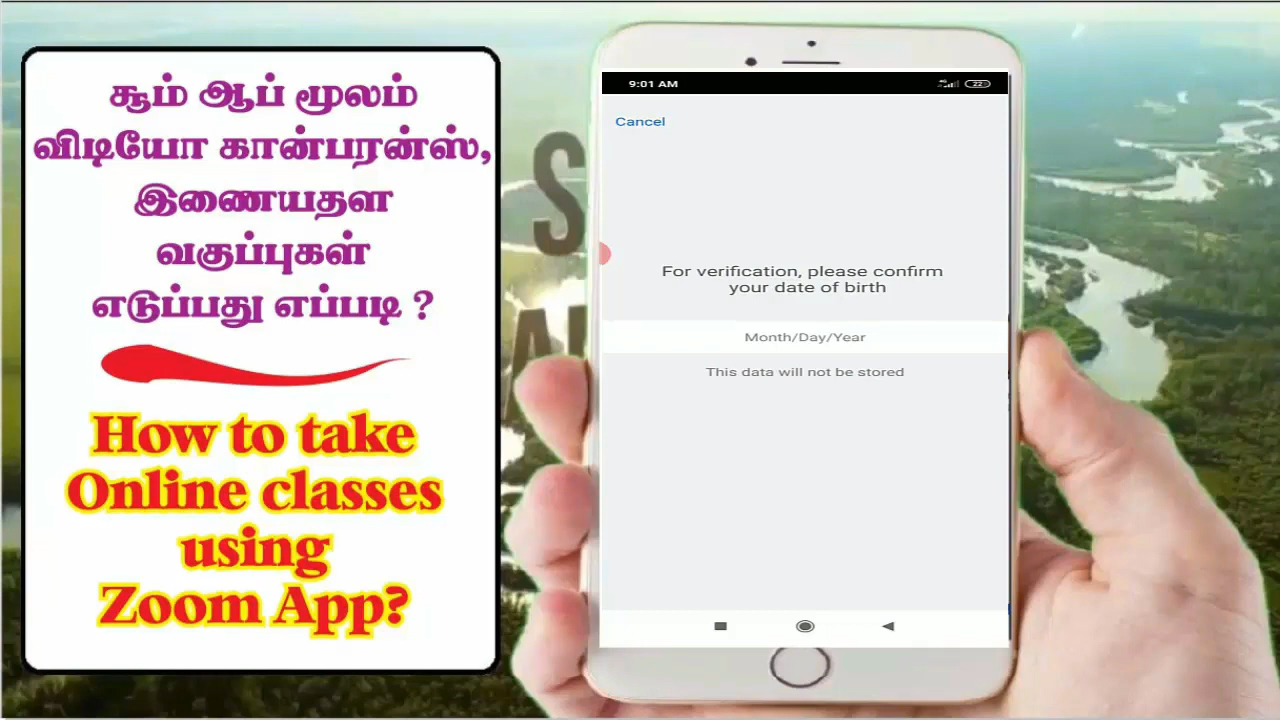 சூம் ஆப் மூலம்
வீடியோ கான்பரன்ஸ்,
இணையதள
வகுப்புகள்
எடுப்பது எப்படி ?
How to take
Online classes
using
Zoom App?
9:01 AM
22
Cancel
For verification, please confirm
your date of birth
Month/Day/Year
This data will not be stored